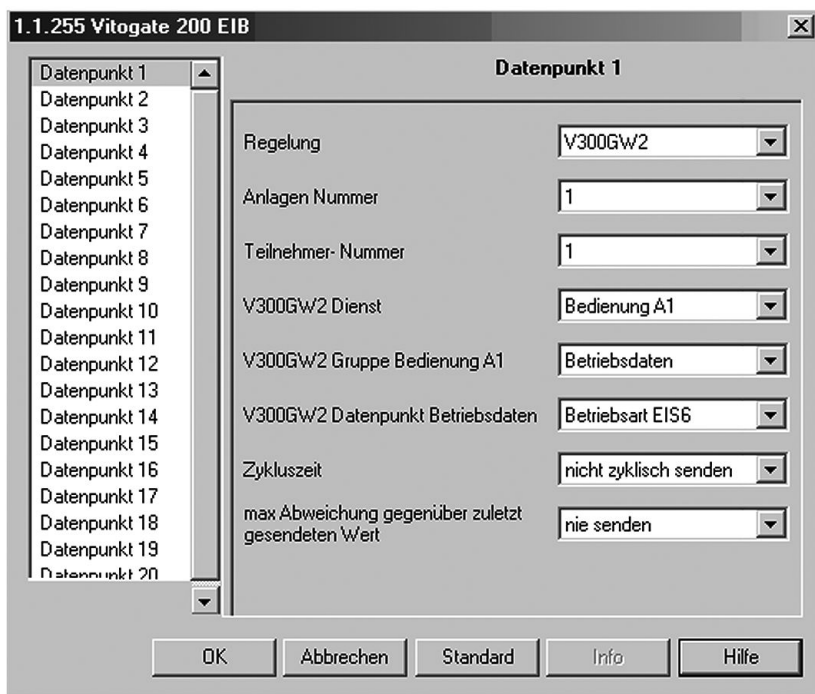 1.1.255 Vitogate 200 EIB
Datenpunkt 1
Datenpunkt 2
Datenpunkt 3
Datenpunkt 4
Datenpunkt 5
Datenpunkt 6
Datenpunkt 7
Datenpunkt 8
Datenpunkt 9
Datenpunkt 10
Datenpunkt 11
Datenpunkt 12
Datenpunkt 13
Datenpunkt 14
Datenpunkt 15
Datenpunkt 16
Datenpunkt 17
Datenpunkt 18
Datenpunkt 19
Datenpunkt 20
Datenpunkt 1
Regelung V300GW2
Anlagen Nummer 1
Teilnehmer- Nummer 1
V300GW2 Dienst Bedienung A1
V300GW2 Gruppe Bedienung A1 Betriebsdaten
V300GW2 Datenpunkt Betriebsdaten Betriebsart EIS6
Zykluszeit nicht zyklisch senden
max Abweichung gegenüber zuletzt
gesendeten Wert nie senden
OK Abbrechen Standard Info Hilfe